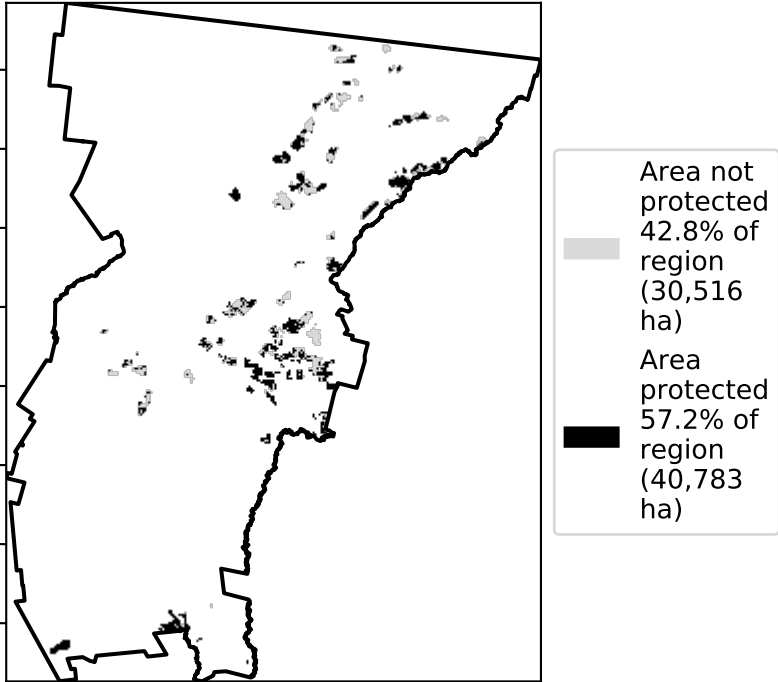 Area not
protected
42.8% of
region
(30,516
ha)
Area
protected
57.2% of
region
(40,783
ha)